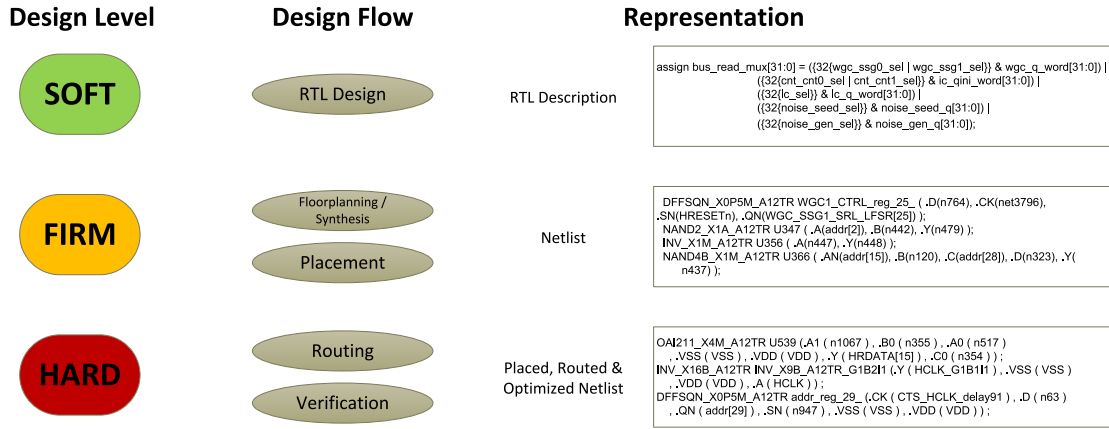 Design Level
Design Flow
Representation
SOFT
RTL Design
RTL Description
assign bus_read_mux[31:0] = ({32{wgc_ssg0_sel | wgc_ssg1_sel}} & wgc_q_word[31:0]) |
({32{cnt_cnt0_sel | cnt_cnt1_sel}} & ic_qini_word[31:0]) |
({32{lc_sel}} & lc_q_word[31:0]) |
({32{noise_seed_sel}} & noise_seed_q[31:0]) |
({32{noise_gen_sel}} & noise_gen_q[31:0]);
FIRM
Floorplanning /
Synthesis
Placement
Netlist
DFFSQN_X0P5M_A12TR WGC1_CTRL_reg_25_ ( .D(n764), .CK(net3796),
.SN(HRESETn), .QN(WGC_SSG1_SRL_LFSR[25]) );
NAND2_X1A_A12TR U347 ( .A(addr[2]), .B(n442), .Y(n479) );
INV_X1M_A12TR U356 ( .A(n447), .Y(n448) );
NAND4B_X1M_A12TR U366 ( .AN(addr[15]), .B(n120), .C(addr[28]), .D(n323), .Y(
n437) );
HARD
Routing
Verification
Placed, Routed &
Optimized Netlist
OAI211_X4M_A12TR U539 (.A1 ( n1067 ) , .B0 ( n355 ) , .A0 ( n517 )
, .VSS ( VSS ) , .VDD ( VDD ) , .Y ( HRDATA[15] ) , .C0 ( n354 ) ) ;
INV_X16B_A12TR INV_X9B_A12TR_G1B2I1 (.Y ( HCLK_G1B1I1 ) , .VSS ( VSS )
, .VDD ( VDD ) , .A ( HCLK ) ) ;
DFFSQN_X0P5M_A12TR addr_reg_29_ (.CK ( CTS_HCLK_delay91 ) , .D ( n63 )
, .QN ( addr[29] ) , .SN ( n947 ) , .VSS ( VSS ) , .VDD ( VDD ) ) ;